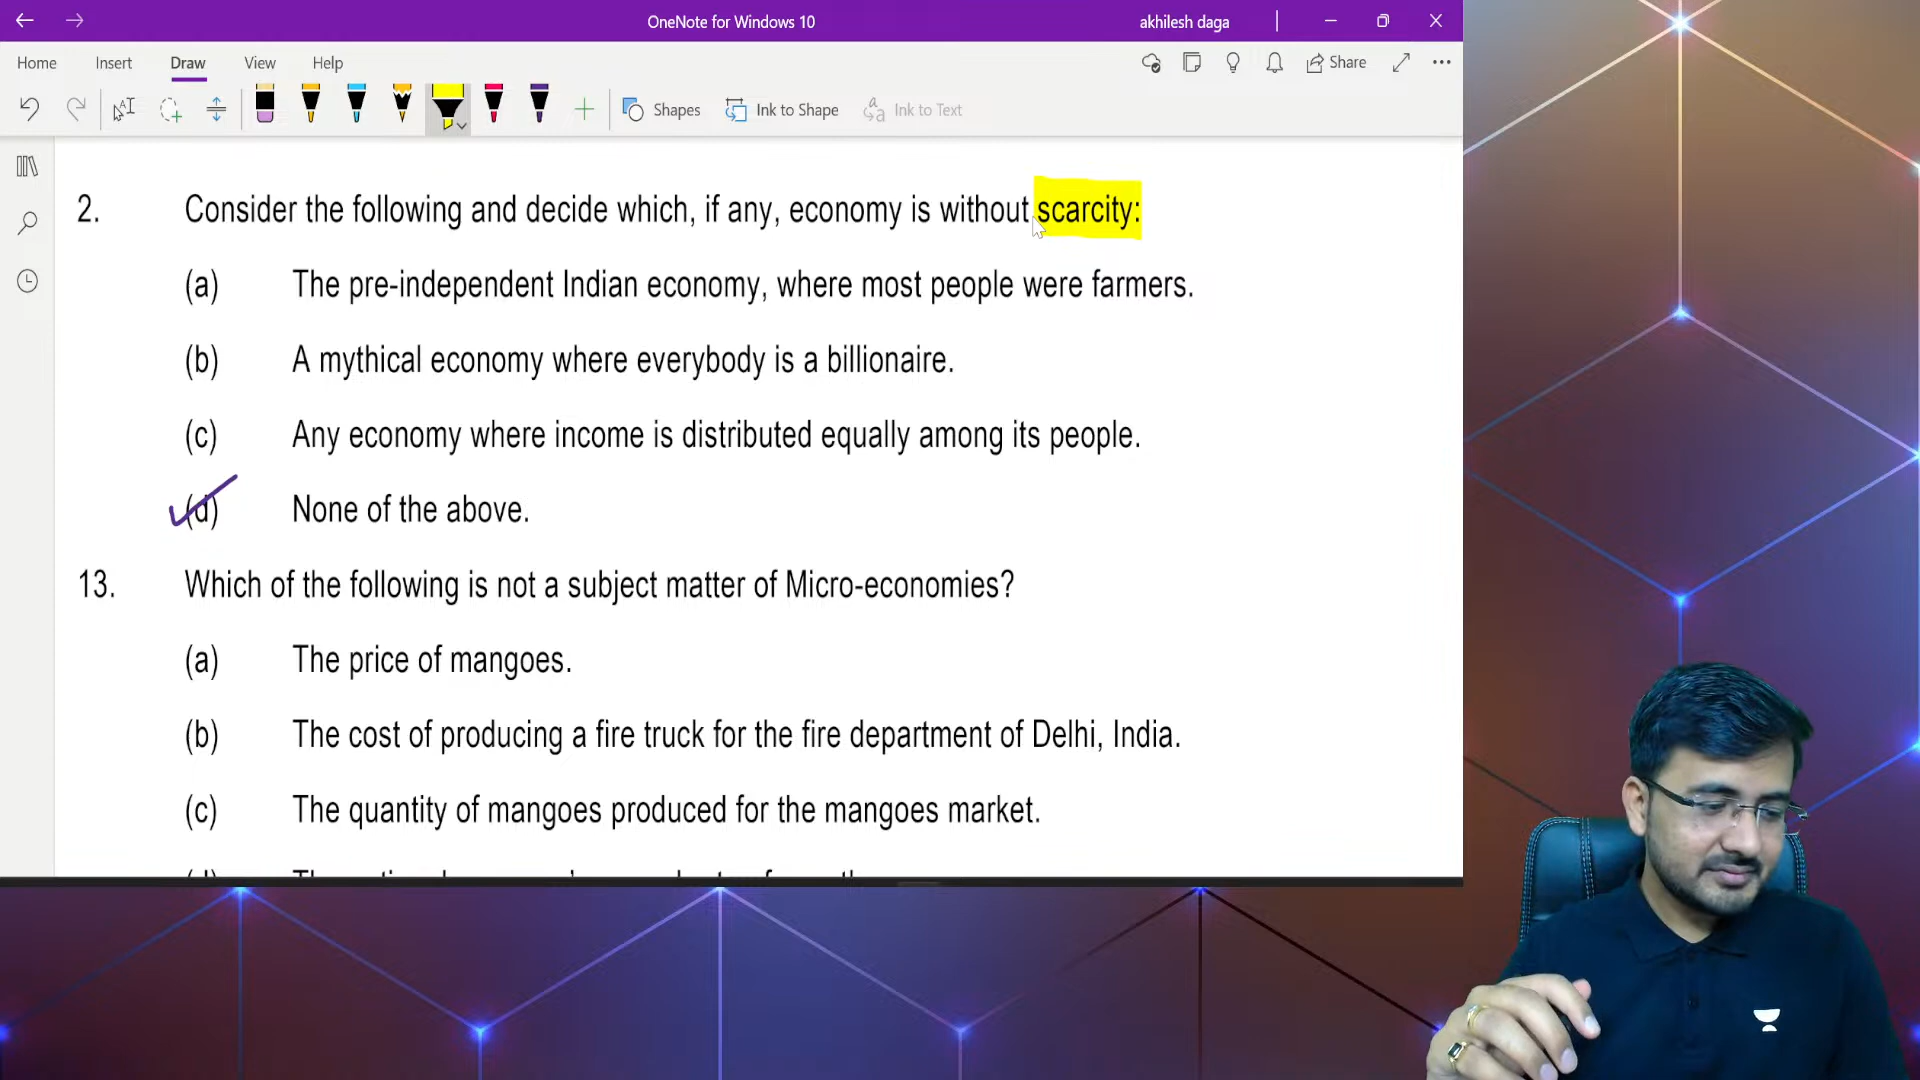 OneNote for Windows 10
akhilesh daga
Home Insert Draw View Help
Share
Shapes Ink to Shape Ink to Text
2. Consider the following and decide which, if any, economy is without scarcity:
(a) The pre-independent Indian economy, where most people were farmers.
(b) A mythical economy where everybody is a billionaire.
(c) Any economy where income is distributed equally among its people.
(d) None of the above.
13. Which of the following is not a subject matter of Micro-economies?
(a) The price of mangoes.
(b) The cost of producing a fire truck for the fire department of Delhi, India.
(c) The quantity of mangoes produced for the mangoes market.